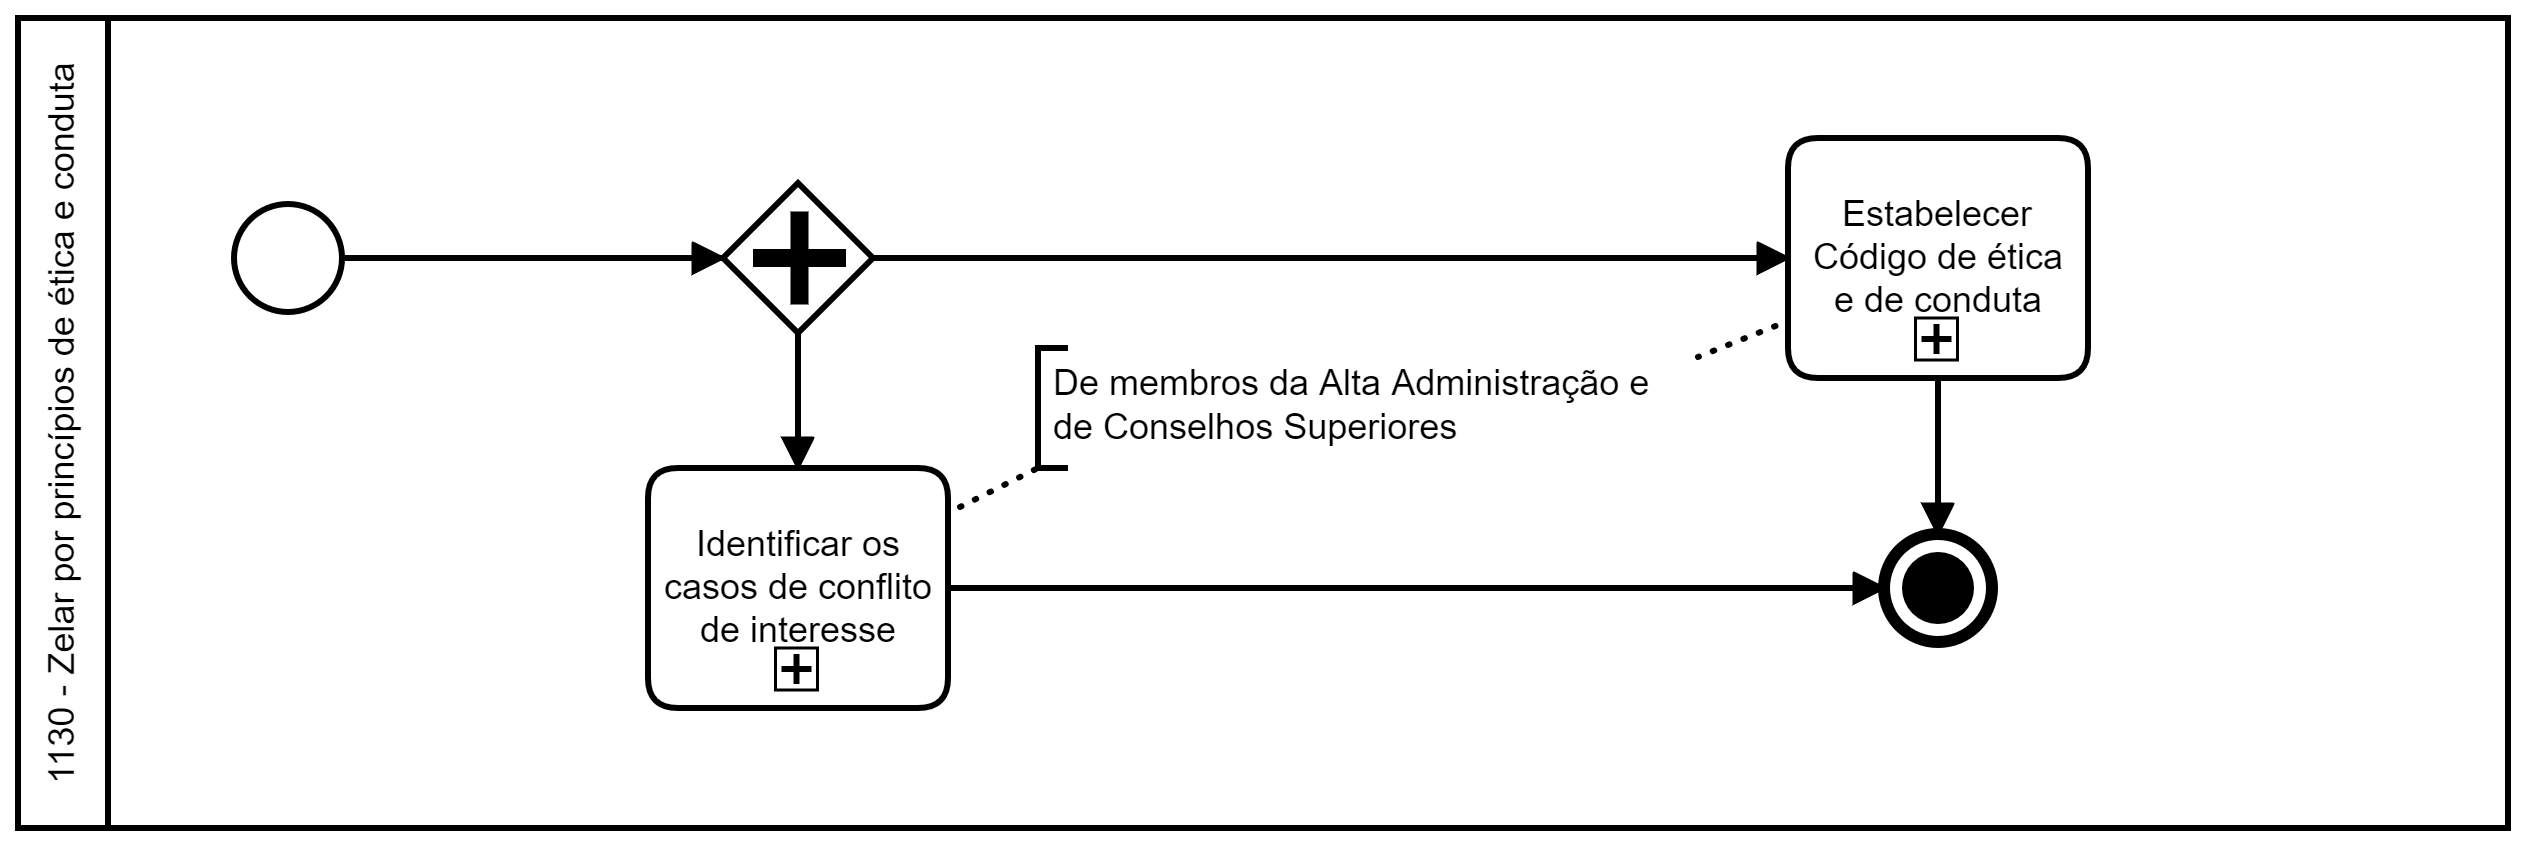 1130 - Zelar por princípios de ética e conduta
Estabelecer
Código de ética
e de conduta
De membros da Alta Administração e
de Conselhos Superiores
Identificar os
casos de conflito
de interesse